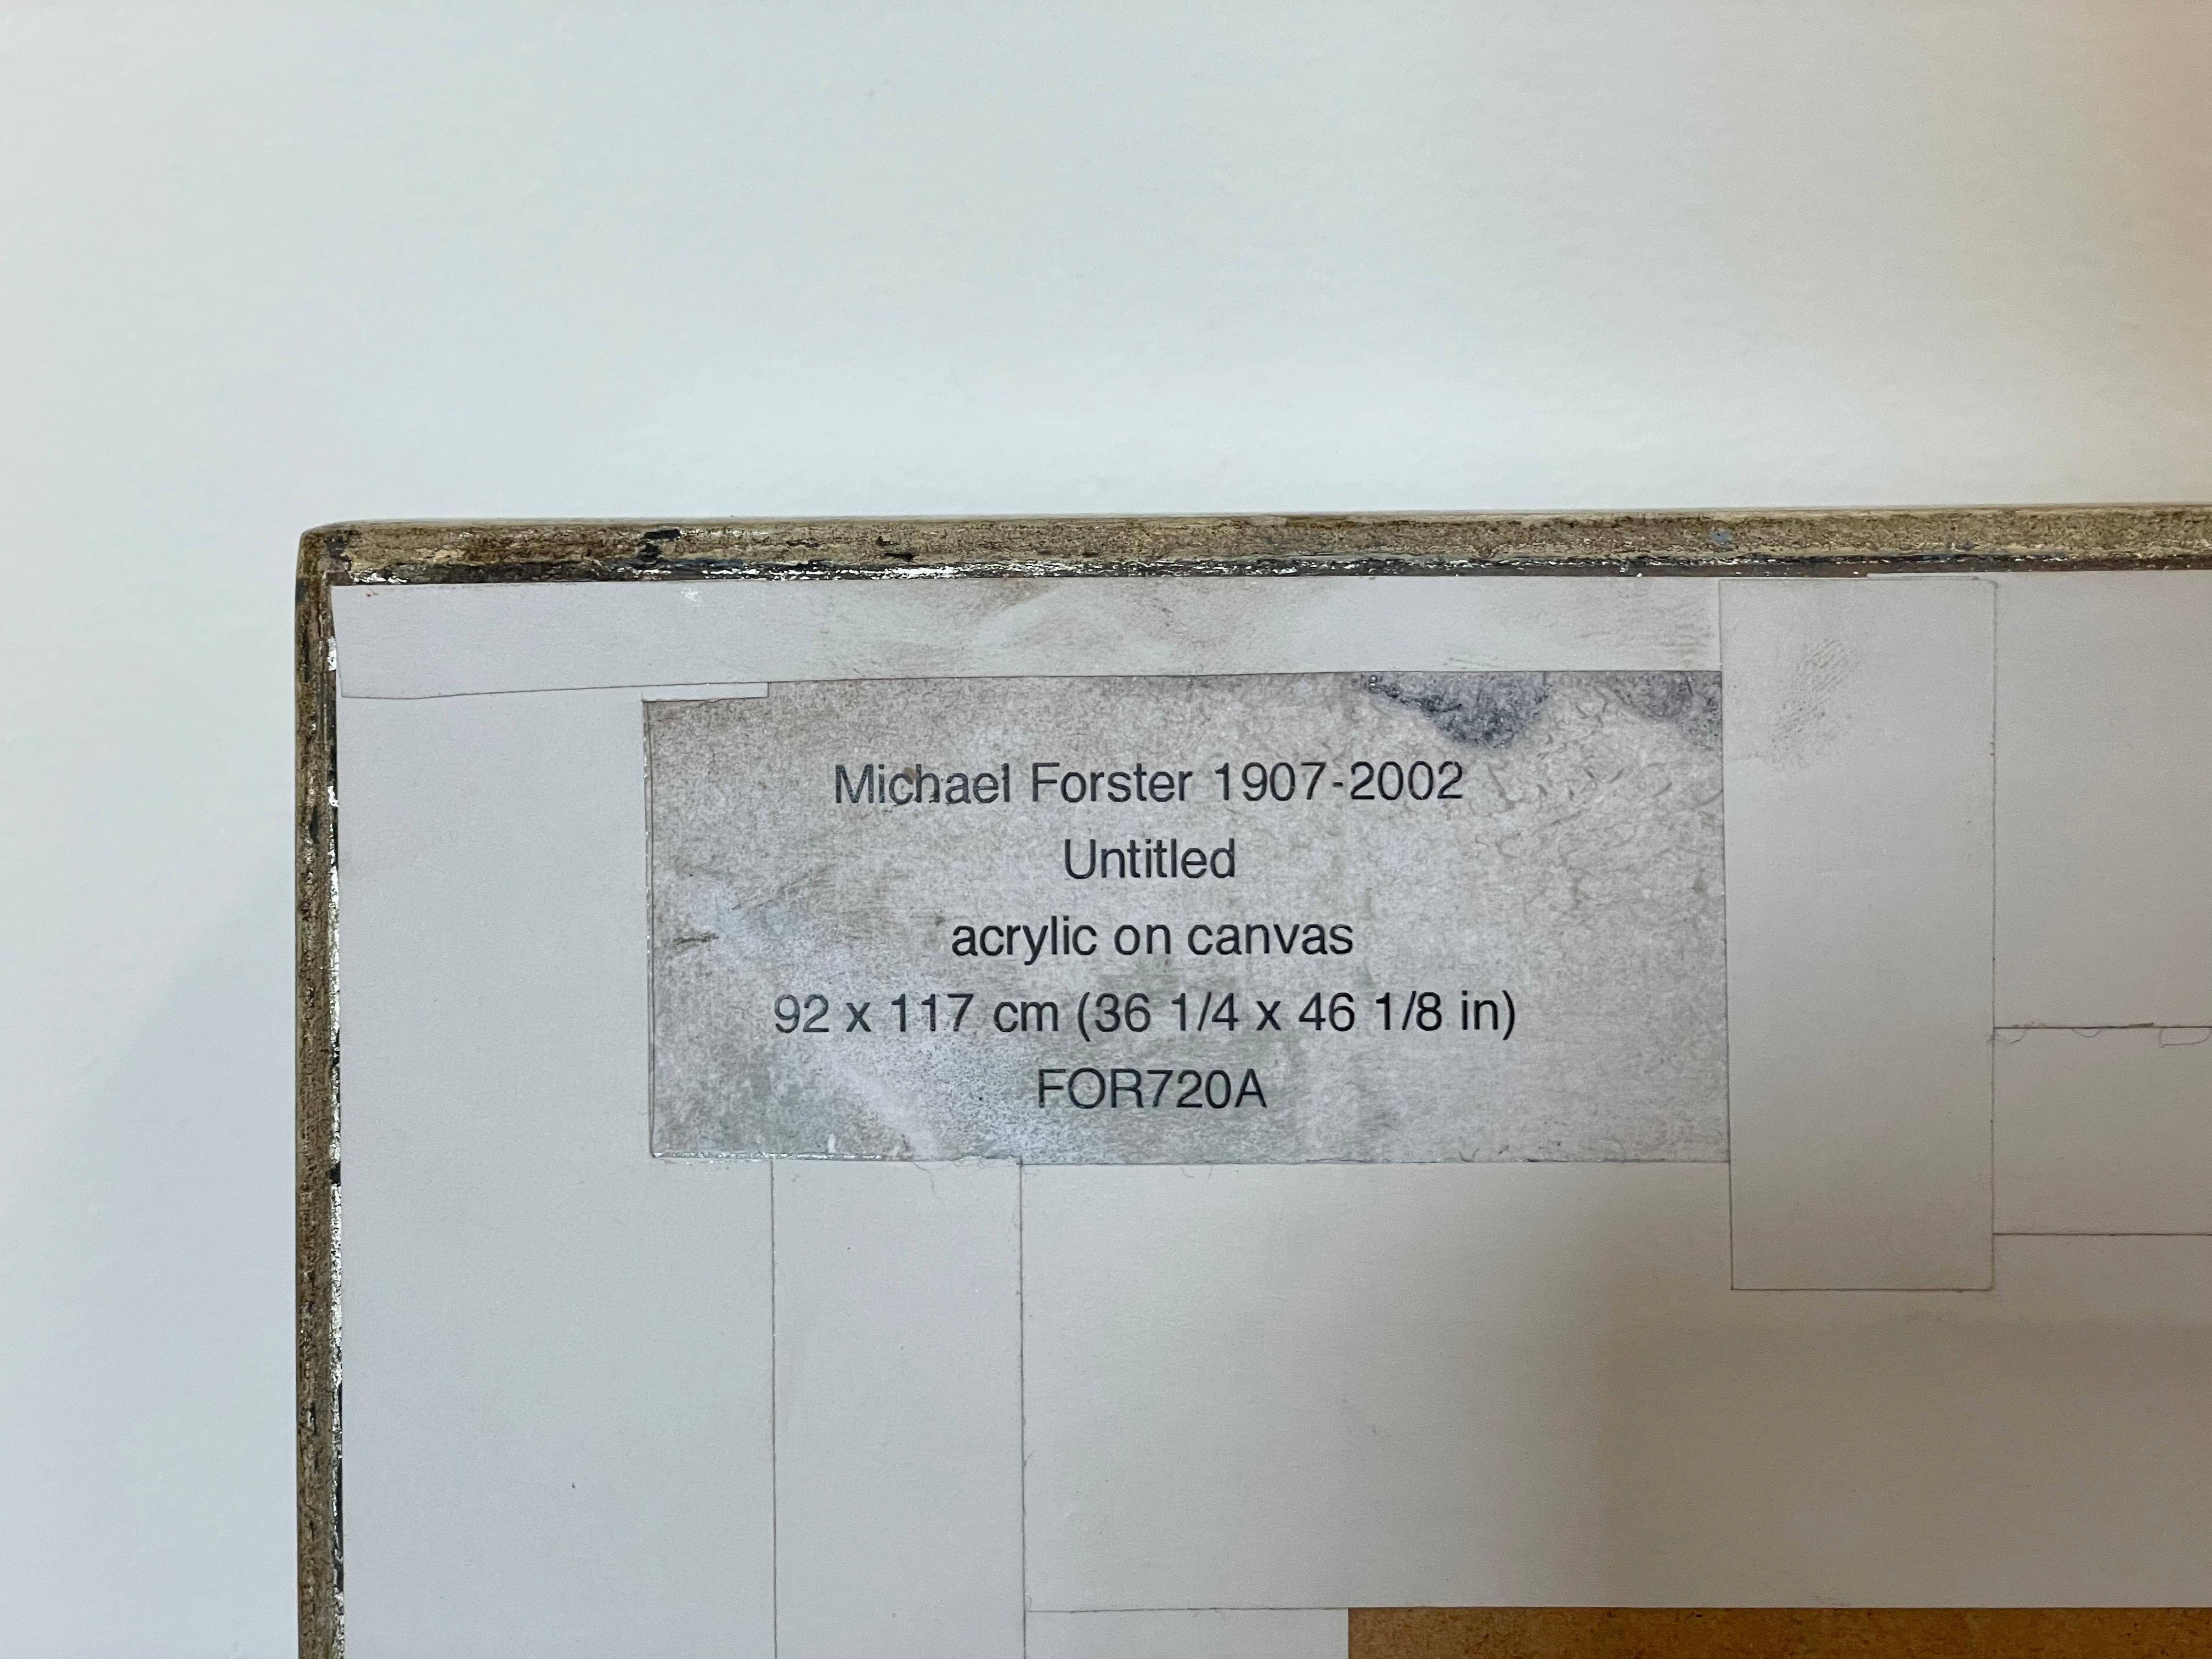 Michael Forster 1907-2002
Untitled
acrylic on canvas
92 x 117 cm (36 1/4 x 46 1/8 in)
FOR720A